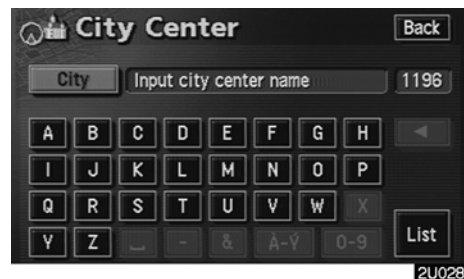 City Center Back
City Input city center name 1196
A B C D E F G H
I J K L M N O P
Q R S T U V W X
Y Z - & À-Ý 0-9 List
2U028